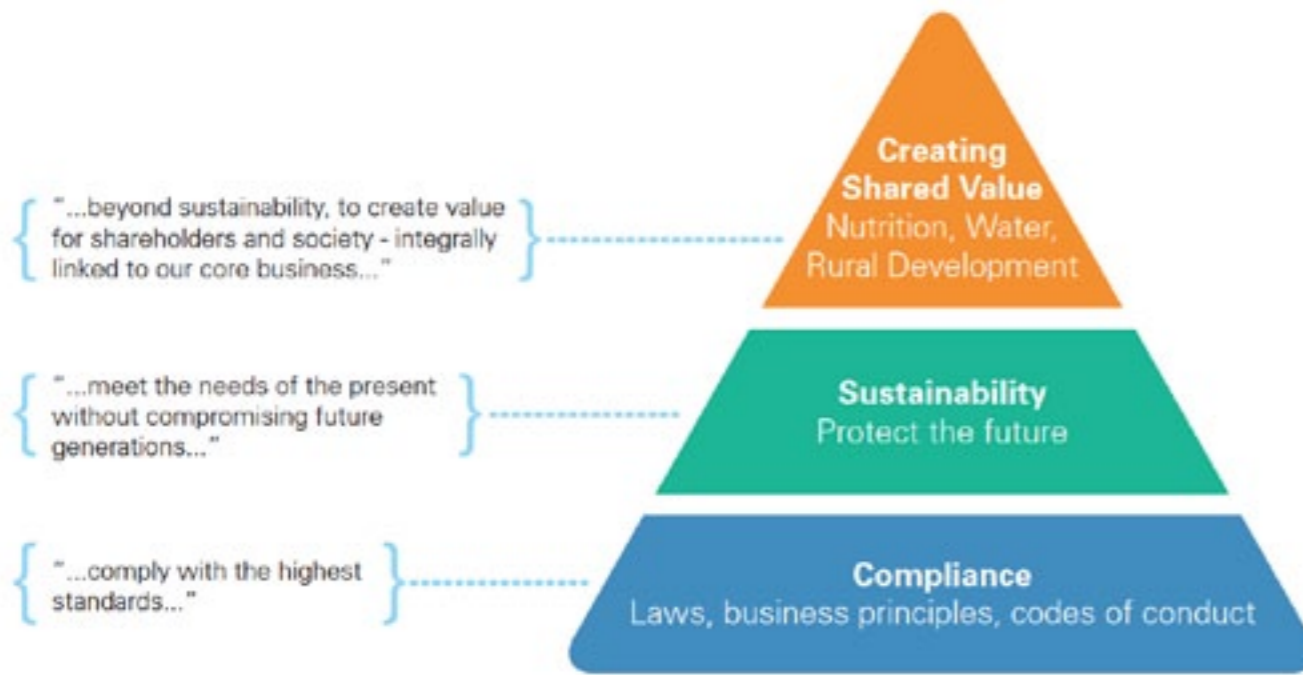 Creating
Shared Value
Nutrition, Water,
Rural Development
"...beyond sustainability, to create value
for shareholders and society - integrally
linked to our core business..."
Sustainability
Protect the future
"...meet the needs of the present
without compromising future
generations..."
Compliance
Laws, business principles, codes of conduct
"...comply with the highest
standards..."